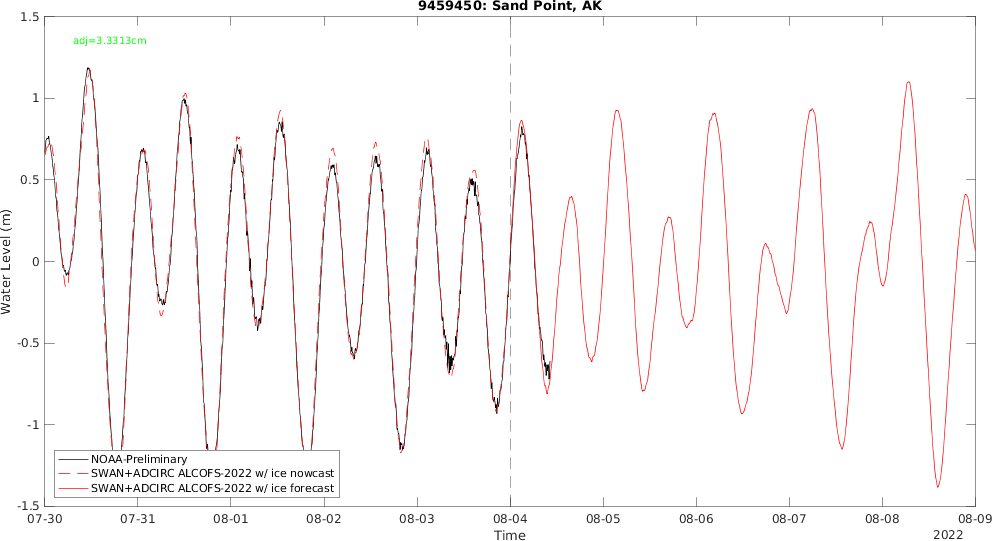 9459450: Sand Point, AK
adj=3.3313cm
Water Level (m)
1.5
1
0.5
0
-0.5
-1
-1.5
NOAA-Preliminary
SWAN+ADCIRC ALCOFS-2022 w/ ice nowcast
SWAN+ADCIRC ALCOFS-2022 w/ ice forecast
07-30 07-31 08-01 08-02 08-03 08-04 08-05 08-06 08-07 08-08 08-09
Time
2022